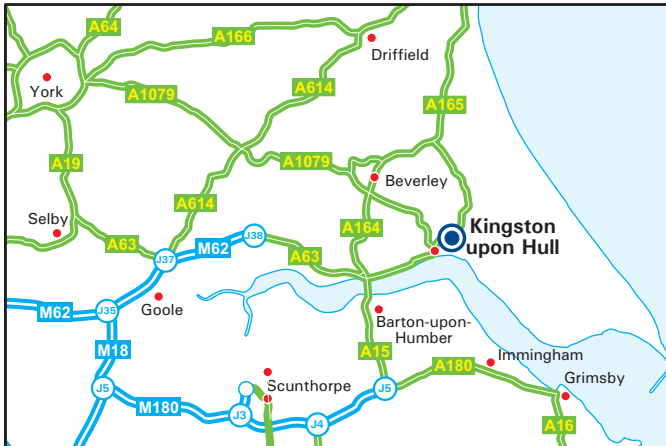 A64
A166
Driffield
York
A1079
A614
A165
A19
A1079
Beverley
A614
A164
Selby
Kingston
upon Hull
A63
M62
J38
A63
J37
Goole
M62
J35
Barton-upon-
Humber
M18
A15
A180
Immingham
Scunthorpe
J5
J5
Grimsby
M180
J3
J4
A16